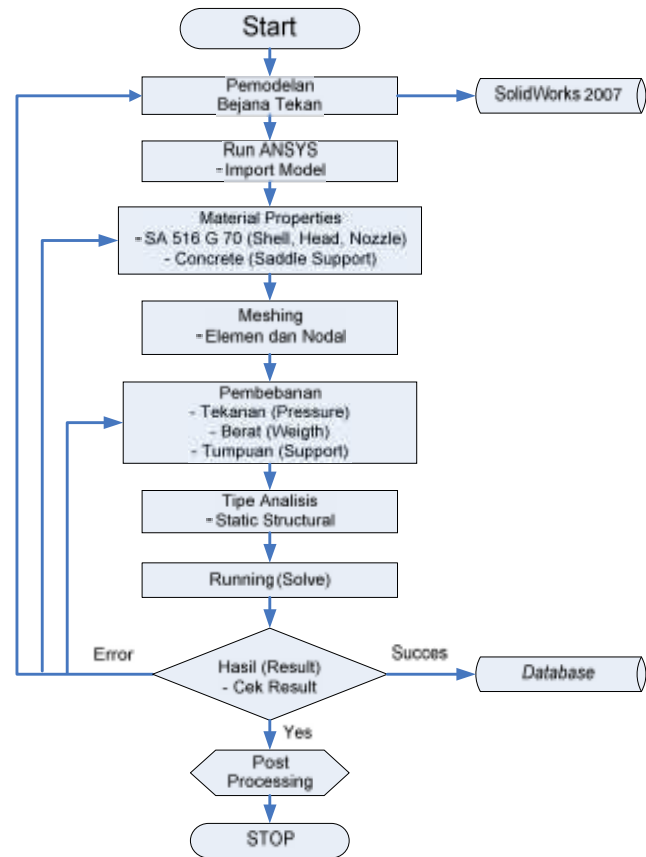 Start
Pemodelan
Bejana Tekan
SolidWorks 2007
Run ANSYS
- Import Model
Material Properties
- SA 516 G 70 (Shell, Head, Nozzle)
- Concrete (Saddle Support)
Meshing
- Elemen dan Nodal
Pembebanan
- Tekanan (Pressure)
- Berat (Weigth)
- Tumpuan (Support)
Tipe Analisis
- Static Structural
Running (Solve)
Error
Hasil (Result)
- Cek Result
Succes
Database
Yes
Post
Processing
STOP